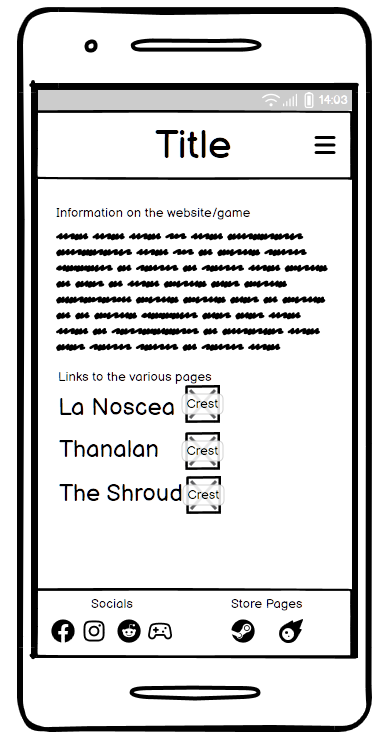 14:03
Title
Information on the website/game
Links to the various pages
La Noscea Crest
Thanalan Crest
The Shroud Crest
Socials Store Pages